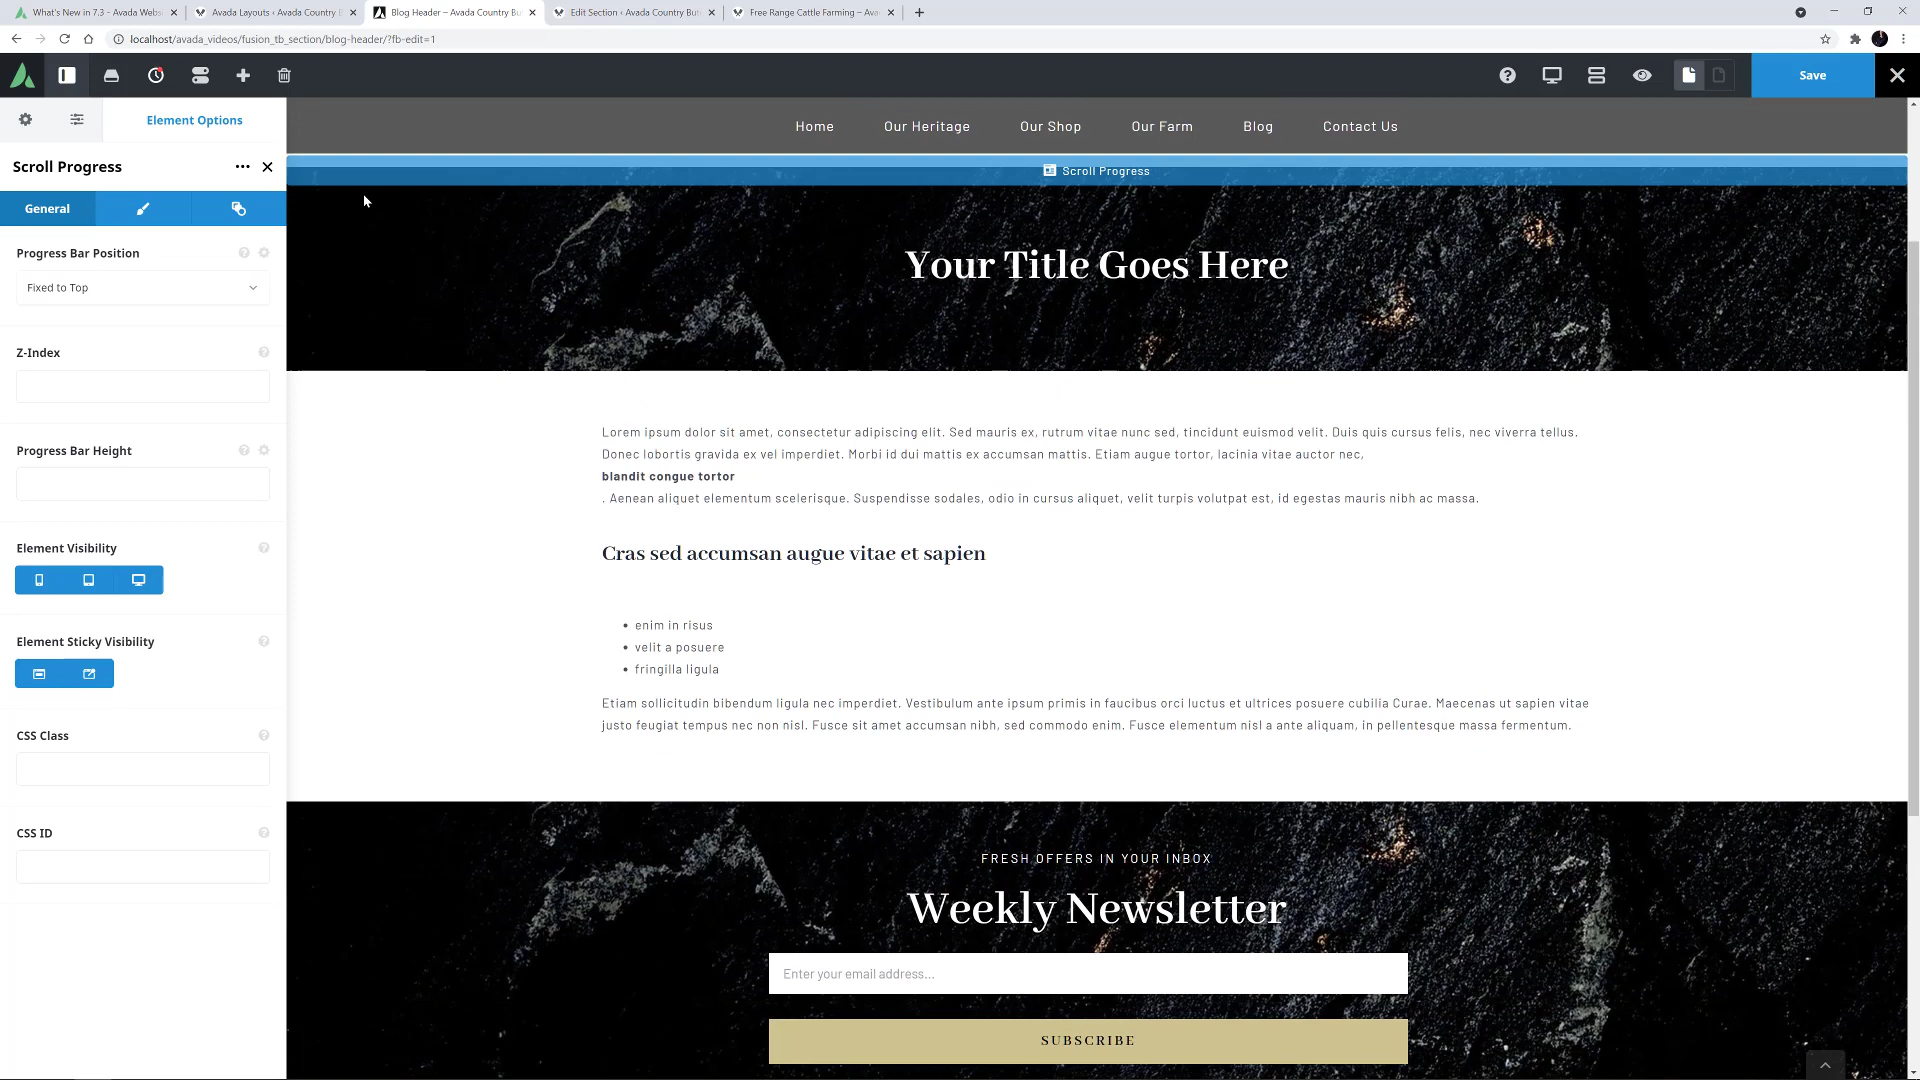 What's New in 7.3 - Avada Webs
Avada Layouts ‹ Avada Country B
Blog Header – Avada Country Bu
Edit Section ‹ Avada Country But
Free Range Cattle Farming – Ava
localhost/avada_videos/fusion_tb_section/blog-header/?fb-edit=1
Save
Element Options
Home
Our Heritage
Our Shop
Our Farm
Blog
Contact Us
Scroll Progress
Scroll Progress
General
Progress Bar Position
Fixed to Top
Z-Index
Progress Bar Height
Element Visibility
Element Sticky Visibility
CSS Class
CSS ID
Your Title Goes Here
Lorem ipsum dolor sit amet, consectetur adipiscing elit. Sed mauris ex, rutrum vitae nunc sed, tincidunt euismod velit. Duis quis cursus felis, nec viverra tellus.
Donec lobortis gravida ex vel imperdiet. Morbi id dui mattis ex accumsan mattis. Etiam augue tortor, lacinia vitae auctor nec,
blandit congue tortor
. Aenean aliquet elementum scelerisque. Suspendisse sodales, odio in cursus aliquet, velit turpis volutpat est, id egestas mauris nibh ac massa.
Cras sed accumsan augue vitae et sapien
• enim in risus
• velit a posuere
• fringilla ligula
Etiam sollicitudin bibendum ligula nec imperdiet. Vestibulum ante ipsum primis in faucibus orci luctus et ultrices posuere cubilia Curae. Maecenas ut sapien vitae
justo feugiat tempus nec non nisl. Fusce sit amet accumsan nibh, sed commodo enim. Fusce elementum nisl a ante aliquam, in pellentesque massa fermentum.
FRESH OFFERS IN YOUR INBOX
Weekly Newsletter
Enter your email address...
SUBSCRIBE